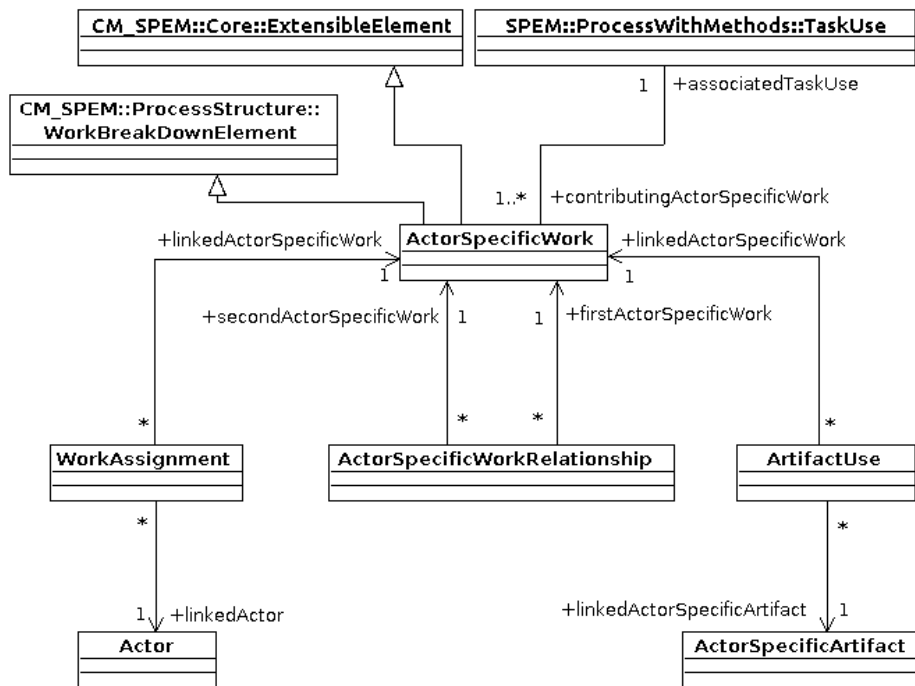 CM_SPEM::Core::ExtensibleElement
SPEM::ProcessWithMethods::TaskUse
1
+associatedTaskUse
CM_SPEM::ProcessStructure::
WorkBreakDownElement
1..*
+contributingActorSpecificWork
+linkedActorSpecificWork
ActorSpecificWork
+linkedActorSpecificWork
1
1
+secondActorSpecificWork
1
1
+firstActorSpecificWork
*
*
*
*
WorkAssignment
ActorSpecificWorkRelationship
ArtifactUse
*
*
1
+linkedActor
+linkedActorSpecificArtifact
1
Actor
ActorSpecificArtifact